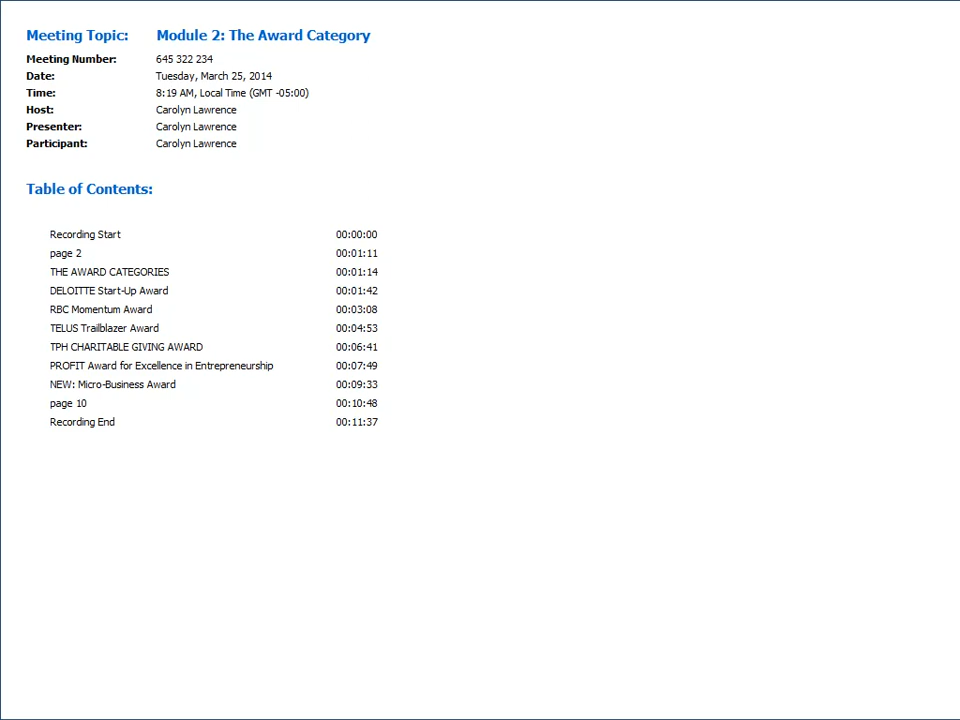 Meeting Topic: Module 2: The Award Category
Meeting Number: 645 322 234
Date: Tuesday, March 25, 2014
Time: 8:19 AM, Local Time (GMT -05:00)
Host: Carolyn Lawrence
Presenter: Carolyn Lawrence
Participant: Carolyn Lawrence
Table of Contents:
Recording Start 00:00:00
page 2 00:01:11
THE AWARD CATEGORIES 00:01:14
DELOITTE Start-Up Award 00:01:42
RBC Momentum Award 00:03:08
TELUS Trailblazer Award 00:04:53
TPH CHARITABLE GIVING AWARD 00:06:41
PROFIT Award for Excellence in Entrepreneurship 00:07:49
NEW: Micro-Business Award 00:09:33
page 10 00:10:48
Recording End 00:11:37